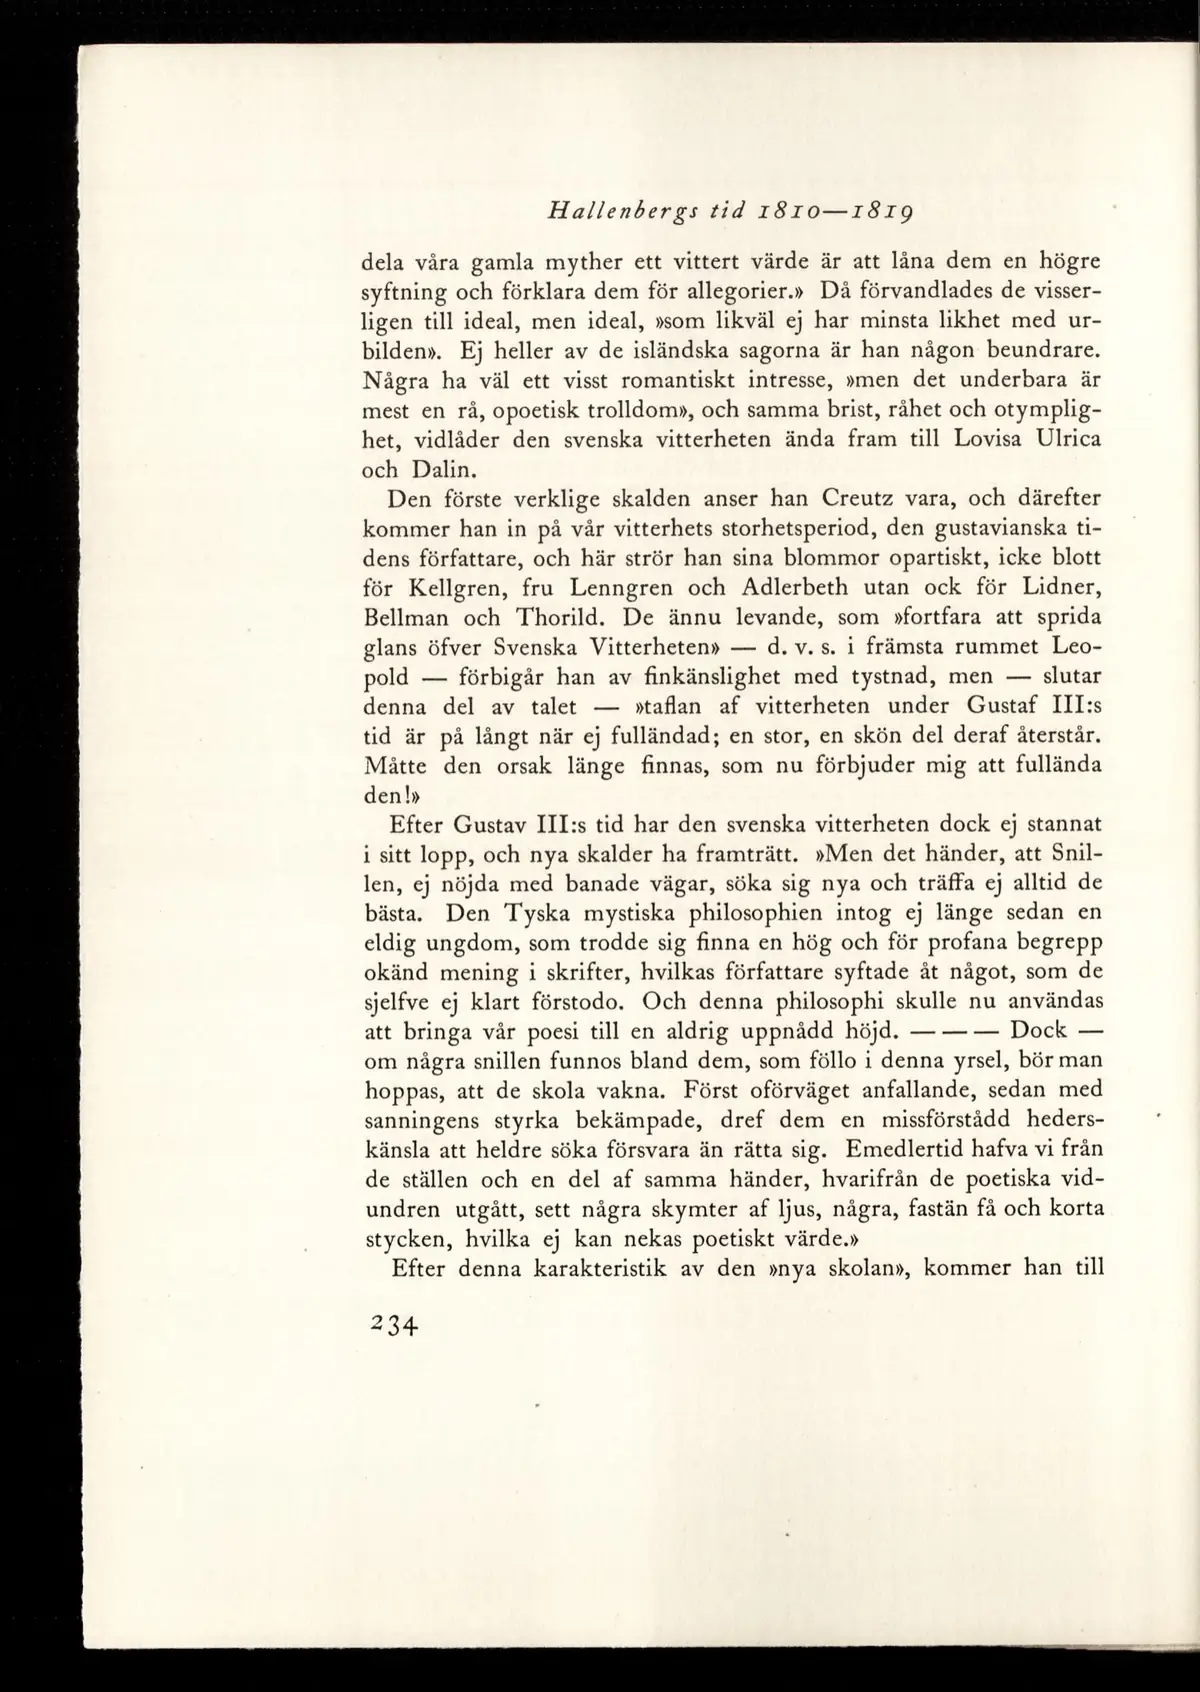 Hallenbergs tid 1810—1819
dela våra gamla myther ett vittert värde är att låna dem en högre
syftning och förklara dem för allegorier.» Då förvandlades de visser-
ligen till ideal, men ideal, »som likväl ej har minsta likhet med ur-
bilden». Ej heller av de isländska sagorna är han någon beundrare.
Några ha väl ett visst romantiskt intresse, »men det underbara är
mest en rå, opoetisk trolldom», och samma brist, råhet och otymplig-
het, vidlåder den svenska vitterheten ända fram till Lovisa Ulrica
och Dalin.
Den förste verklige skalden anser han Creutz vara, och därefter
kommer han in på vår vitterhets storhetsperiod, den gustavianska ti-
dens författare, och här strör han sina blommor opartiskt, icke blott
för Kellgren, fru Lenngren och Adlerbeth utan ock för Lidner,
Bellman och Thorild. De ännu levande, som »fortfara att sprida
glans öfver Svenska Vitterheten» — d. v. s. i främsta rummet Leo-
pold — förbigår han av finkänslighet med tystnad, men — slutar
denna del av talet — »taflan af vitterheten under Gustaf III:s
tid är på långt när ej fulländad; en stor, en skön del deraf återstår.
Måtte den orsak länge finnas, som nu förbjuder mig att fullända
den!»
Efter Gustav III:s tid har den svenska vitterheten dock ej stannat
i sitt lopp, och nya skalder ha framträtt. »Men det händer, att Snil-
len, ej nöjda med banade vägar, söka sig nya och träffa ej alltid de
bästa. Den Tyska mystiska philosophien intog ej länge sedan en
eldig ungdom, som trodde sig finna en hög och för profana begrepp
okänd mening i skrifter, hvilkas författare syftade åt något, som de
sjelfve ej klart förstodo. Och denna philosophi skulle nu användas
att bringa vår poesi till en aldrig uppnådd höjd. — — — Dock —
om några snillen funnos bland dem, som föllo i denna yrsel, bör man
hoppas, att de skola vakna. Först oförväget anfallande, sedan med
sanningens styrka bekämpade, dref dem en missförstådd heders-
känsla att heldre söka försvara än rätta sig. Emedlertid hafva vi från
de ställen och en del af samma händer, hvarifrån de poetiska vid-
undren utgått, sett några skymter af ljus, några, fastän få och korta
stycken, hvilka ej kan nekas poetiskt värde.»
Efter denna karakteristik av den »nya skolan», kommer han till
234